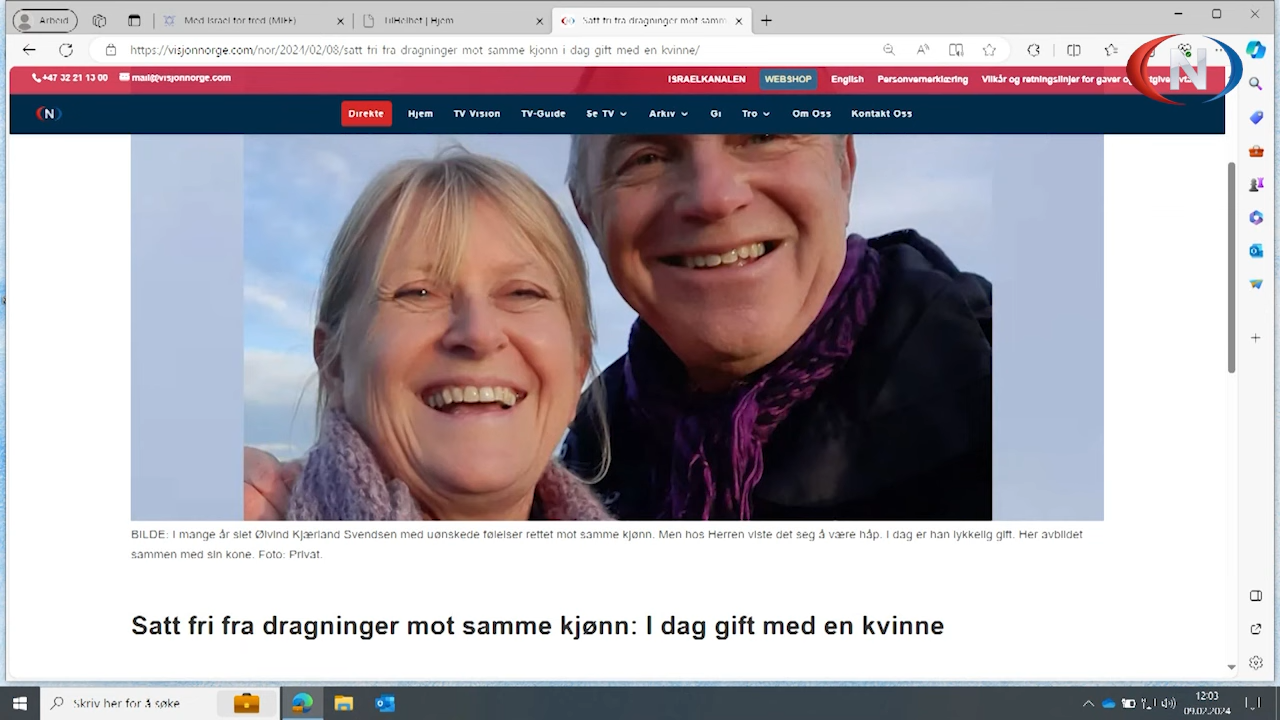 Arbeid
Med Israel for fred (MIFF)
TilHelhet | Hjem
Satt fri fra dragninger mot samm
https://visjonnorge.com/nor/2024/02/08/satt fri fra dragninger mot samme kjonn i dag gift med en kvinne/
+47 32 21 13 00 mail@visjonnorge.com
ISRAELKANALEN WEBSHOP English Personvernerklæring Vilkår og retningslinjer for gaver og
N
(N)
Direkte Hjem TV Vision TV-Guide Se TV Arkiv Gi Tro Om Oss Kontakt Oss
BILDE: I mange år slet Øivind Kjærland Svendsen med uønskede følelser rettet mot samme kjønn. Men hos Herren viste det seg å være håp. I dag er han lykkelig gift. Her avbildet
sammen med sin kone. Foto: Privat.
Satt fri fra dragninger mot samme kjønn: I dag gift med en kvinne
Skriv her for å søke
12:03
09.02.2024